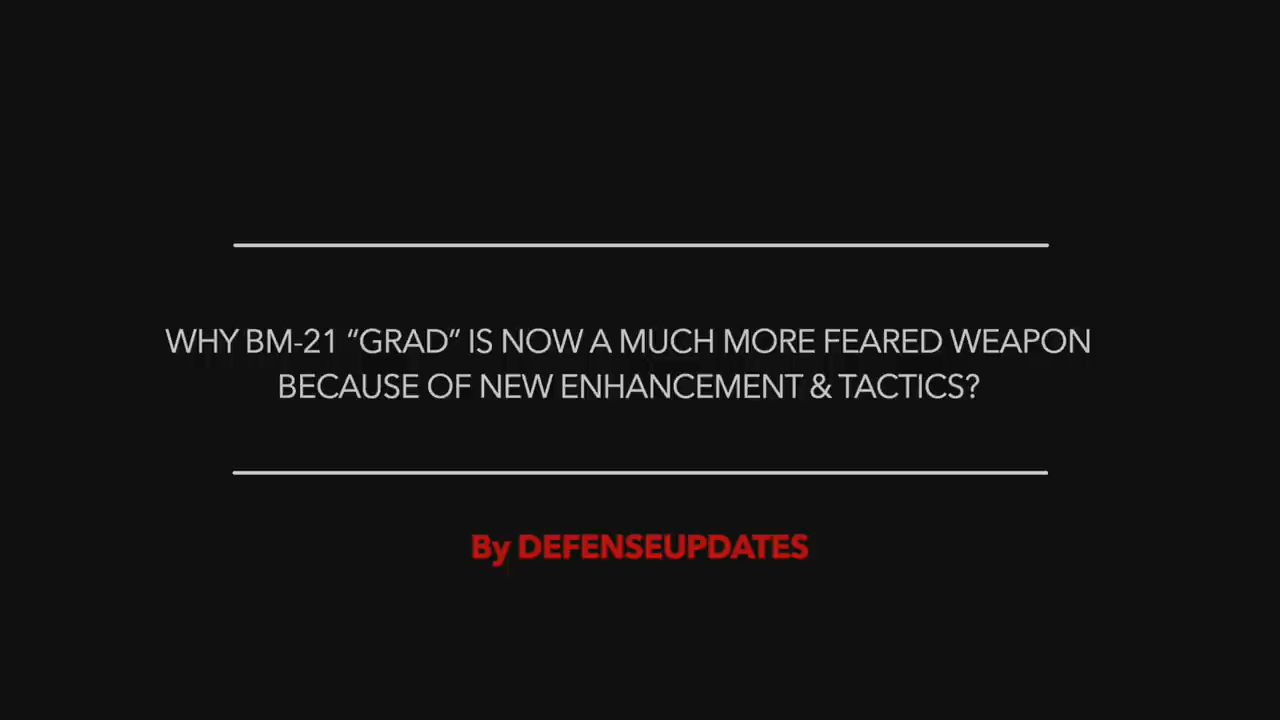 WHY BM-21 “GRAD” IS NOW A MUCH MORE FEARED WEAPON
BECAUSE OF NEW ENHANCEMENT & TACTICS?
By DEFENSEUPDATES